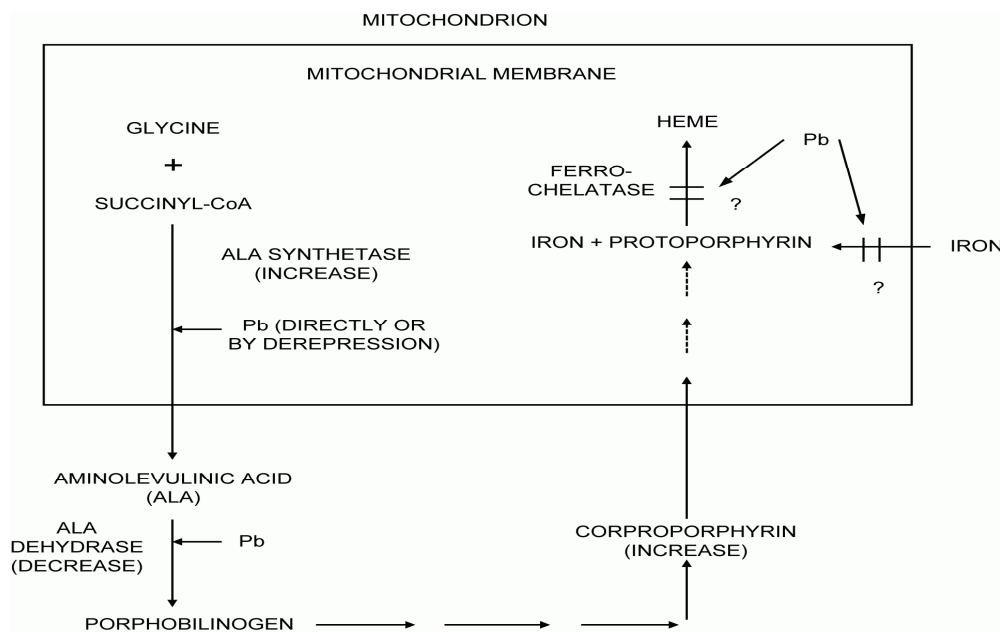 MITOCHONDRION
MITOCHONDRIAL MEMBRANE
GLYCINE
+
SUCCINYL-CoA
ALA SYNTHETASE
(INCREASE)
Pb (DIRECTLY OR
BY DEREPRESSION)
HEME
Pb
FERRO-
CHELATASE
?
IRON + PROTOPORPHYRIN
IRON
?
AMINOLEVULINIC ACID
(ALA)
ALA
DEHYDRASE
(DECREASE)
Pb
CORPROPORPHYRIN
(INCREASE)
PORPHOBILINOGEN